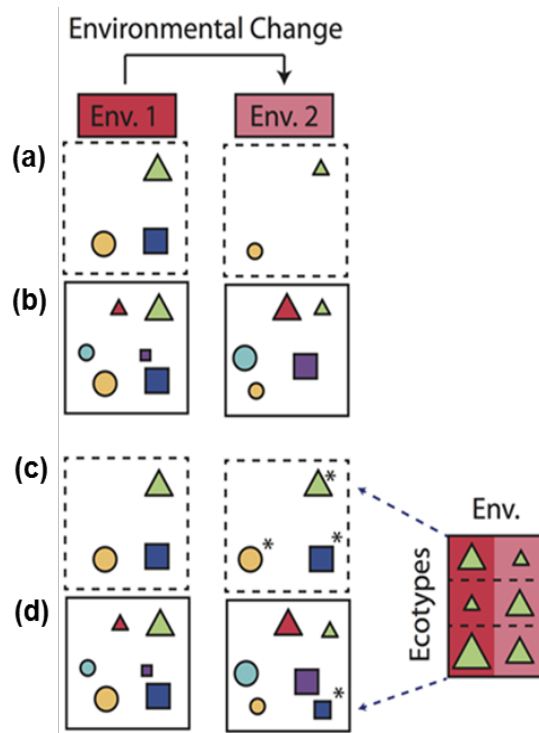 Environmental Change
Env. 1
Env. 2
(a)
(b)
(c)
*
*
*
(d)
*
Env.
Ecotypes